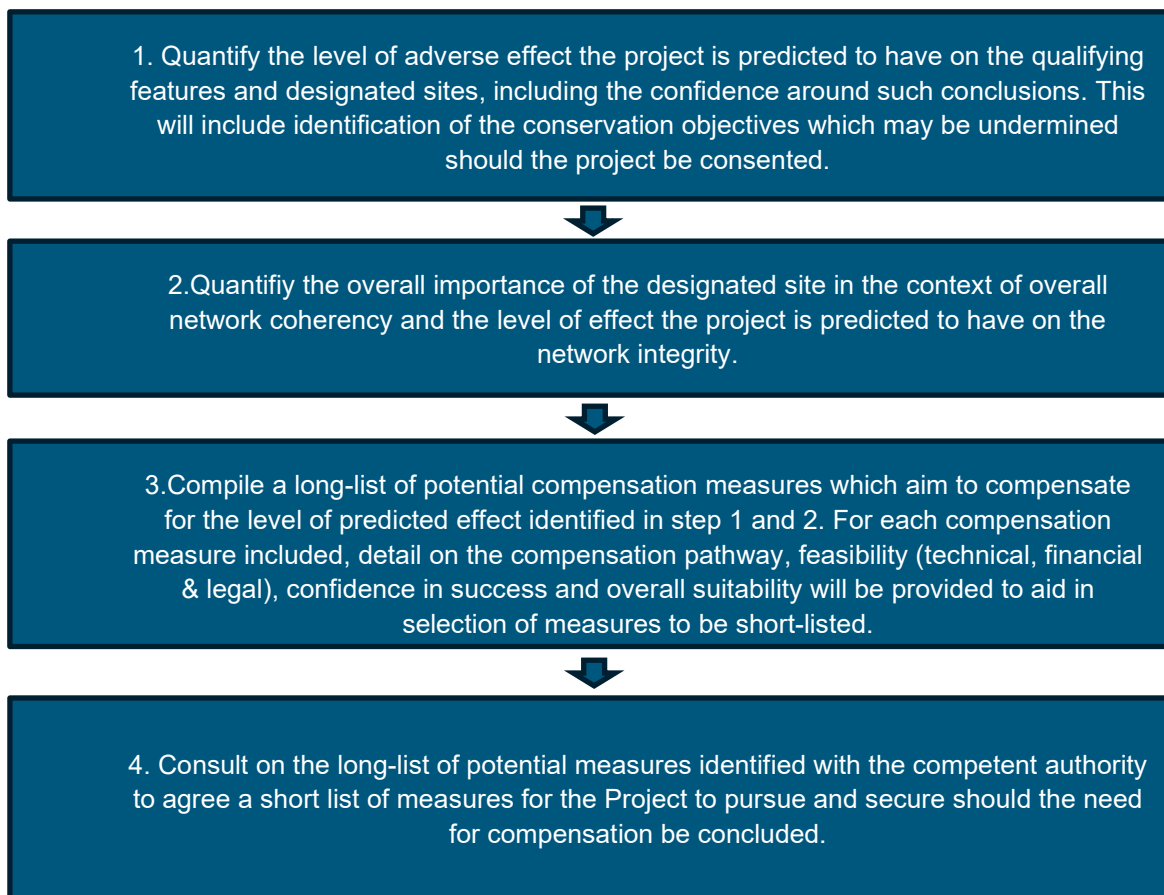 1. Quantify the level of adverse effect the project is predicted to have on the qualifying
features and designated sites, including the confidence around such conclusions. This
will include identification of the conservation objectives which may be undermined
should the project be consented.
2.Quantifiy the overall importance of the designated site in the context of overall
network coherency and the level of effect the project is predicted to have on the
network integrity.
3.Compile a long-list of potential compensation measures which aim to compensate
for the level of predicted effect identified in step 1 and 2. For each compensation
measure included, detail on the compensation pathway, feasibility (technical, financial
& legal), confidence in success and overall suitability will be provided to aid in
selection of measures to be short-listed.
4. Consult on the long-list of potential measures identified with the competent authority
to agree a short list of measures for the Project to pursue and secure should the need
for compensation be concluded.